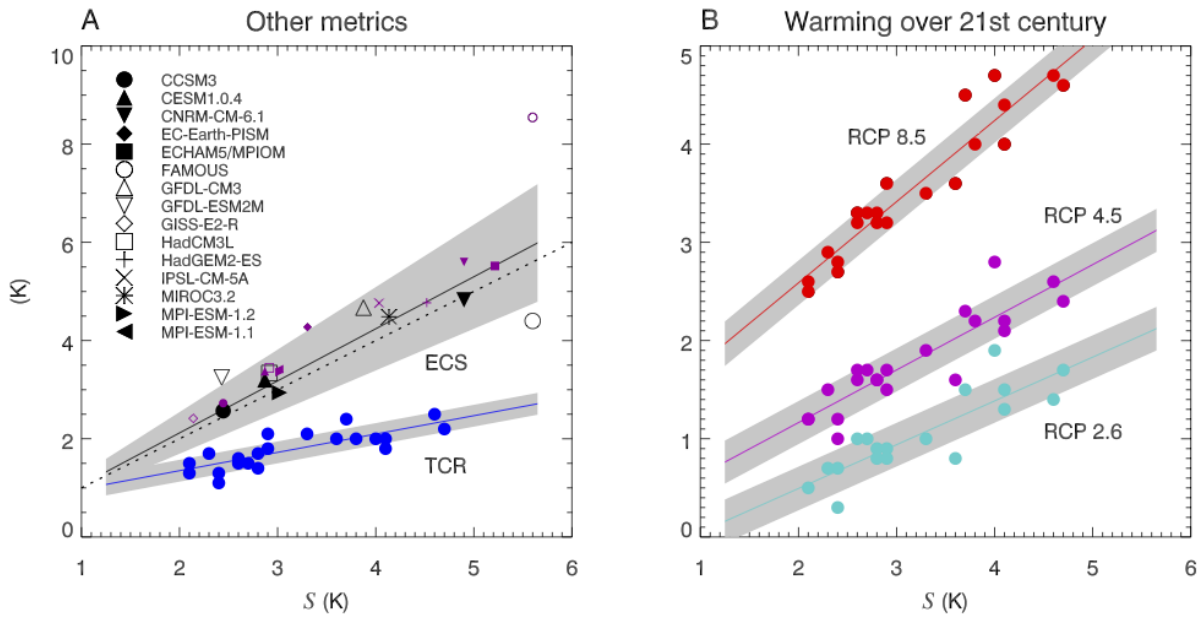 A
Other metrics
10
8
6
4
2
0
(K)
CCSM3
CESM1.0.4
CNRM-CM-6.1
EC-Earth-PISM
ECHAM5/MPIOM
FAMOUS
GFDL-CM3
GFDL-ESM2M
GISS-E2-R
HadCM3L
HadGEM2-ES
IPSL-CM-5A
MIROC3.2
MPI-ESM-1.2
MPI-ESM-1.1
ECS
TCR
1 2 3 4 5 6
S (K)
B
Warming over 21st century
5
4
3
2
1
0
RCP 8.5
RCP 4.5
RCP 2.6
1 2 3 4 5 6
S (K)